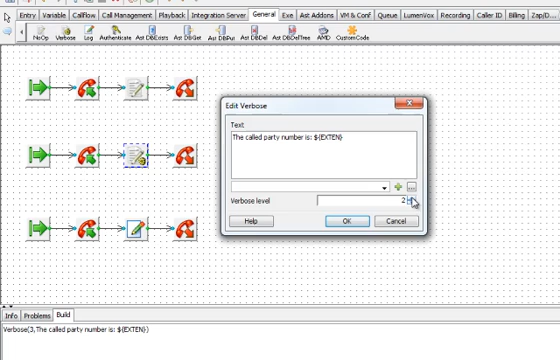 Entry Variable Callflow Call Management Playback Integration Server General Exe Ast Addons VM & Conf Queue LumenVox Recording Caller ID Billing Zap/D...
NoOp Verbose Log Authenticate Ast DBExists Ast DBGet Ast DBPut Ast DBDel Ast DBDelTree AMD CustomCode
Edit Verbose
Text
The called party number is: ${EXTEN}
Verbose level 2
Help OK Cancel
Info Problems Build
Verbose(3,The called party number is: ${EXTEN})